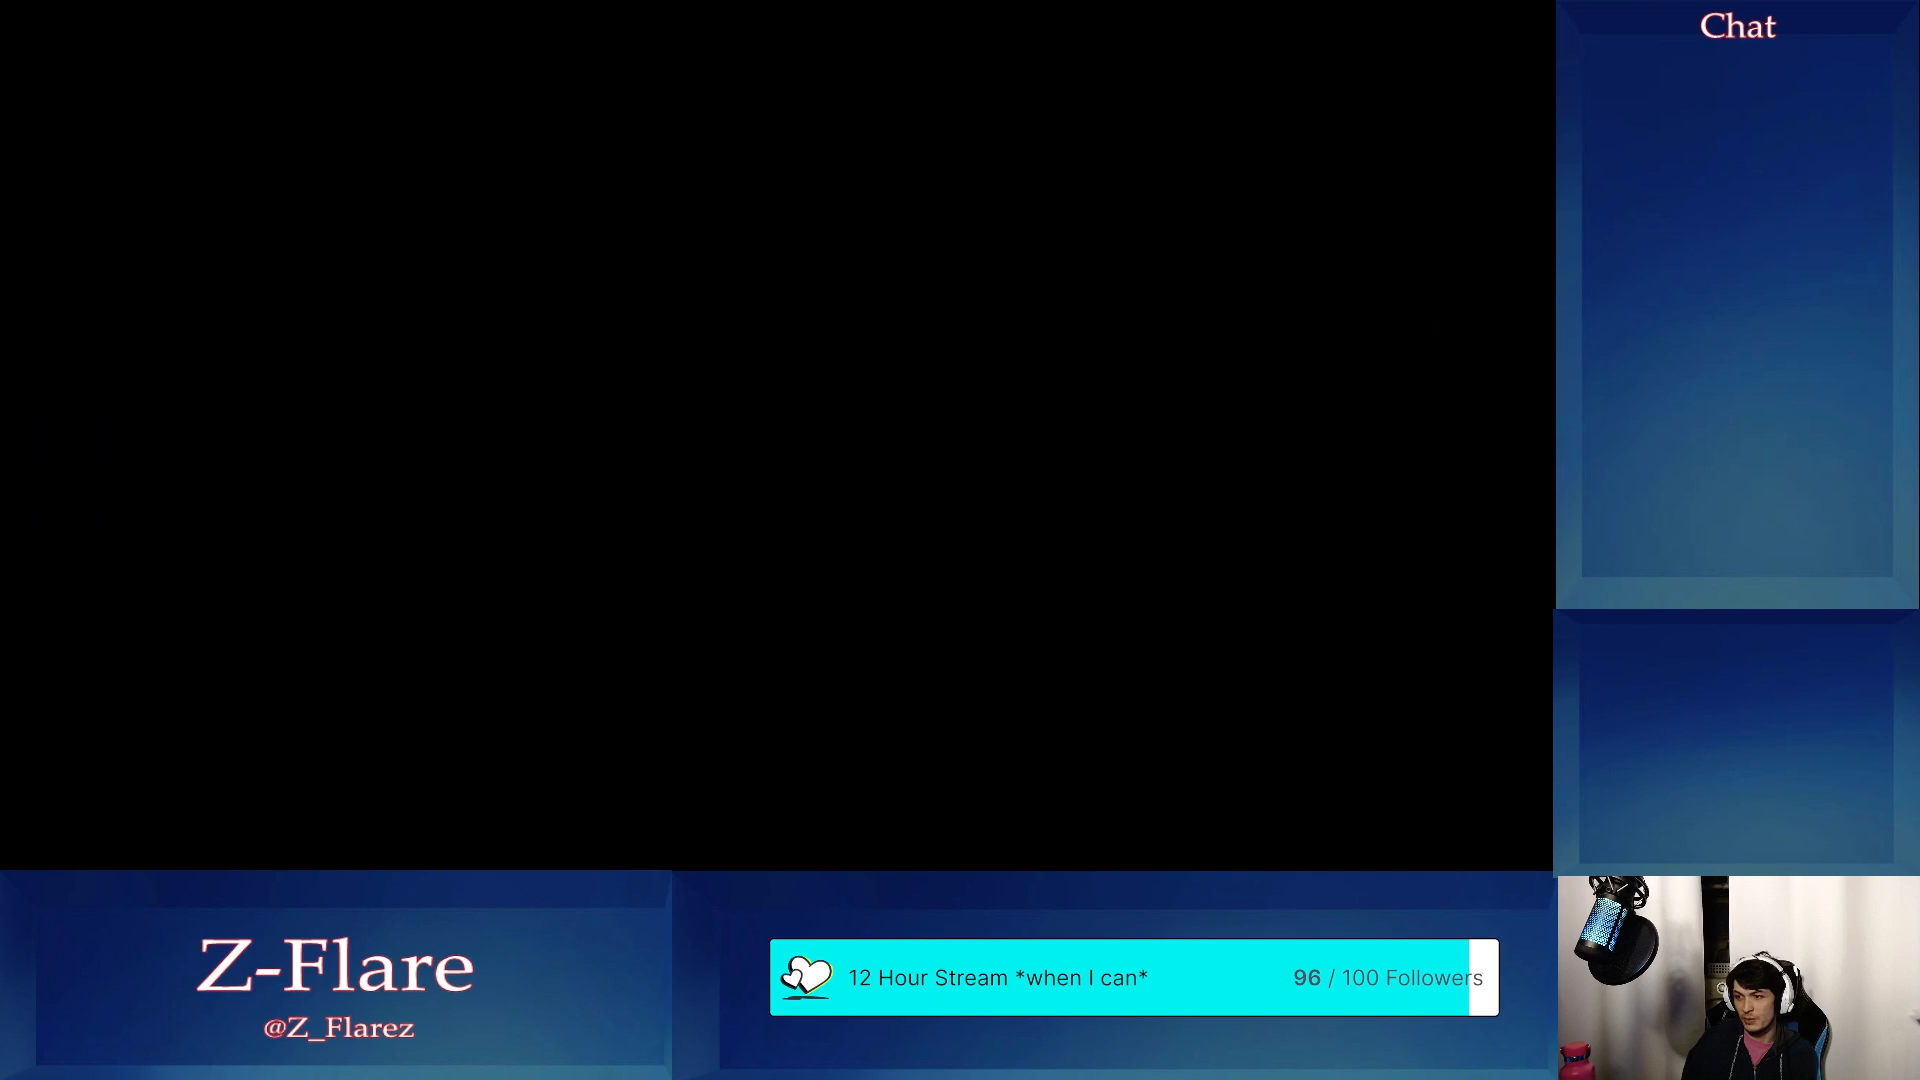 Chat
Z-Flare
@Z_Flarez
12 Hour Stream *when I can*
96 / 100 Followers